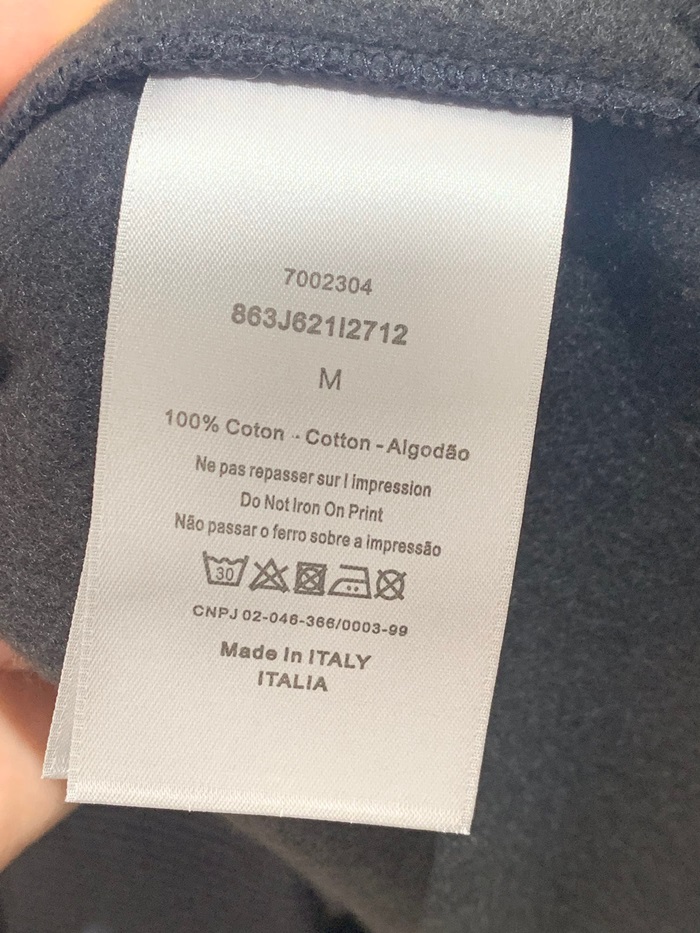 7002304
863J621I2712
M
100% Coton - Cotton - Algodão
Ne pas repasser sur l impression
Do Not Iron On Print
Não passar o ferro sobre a impressão
30
CNPJ 02-046-366/0003-99
Made In ITALY
ITALIA